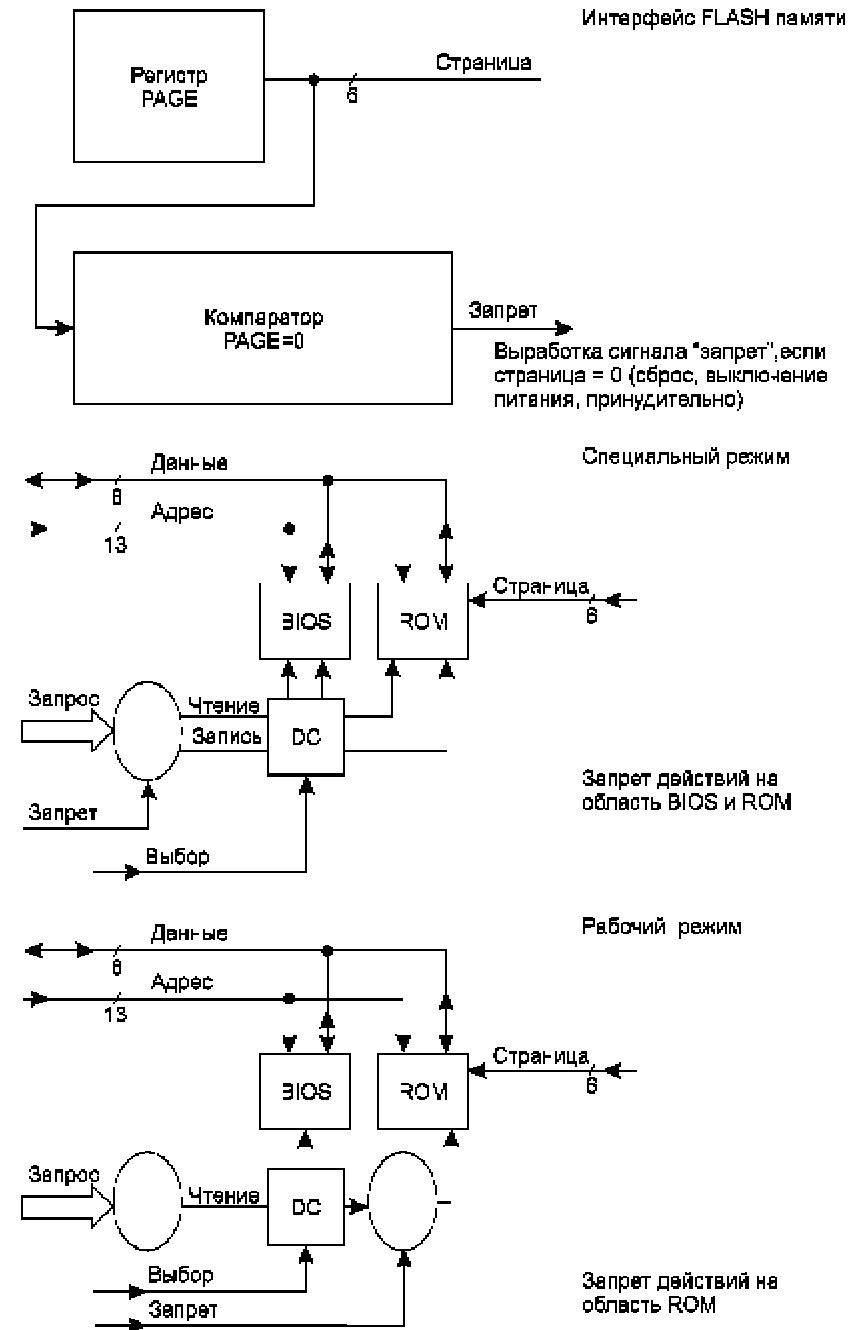 Интерфейс FLASH памяти
Регистр
PAGE
Страница
6
Компаратор
PAGE=0
Запрет
Выработка сигнала "запрет",если
страница = 0 (сброс, выключение
питания, принудительно)
Специальный режим
Данные
8
Адрес
13
BIOS
ROM
Страница
6
Запрос
Чтение
Запись
DC
Запрет
Выбор
Запрет действий на
область BIOS и ROM
Рабочий режим
Данные
8
Адрес
13
BIOS
ROM
Страница
6
Запрос
Чтение
DC
Выбор
Запрет
Запрет действий на
область ROM